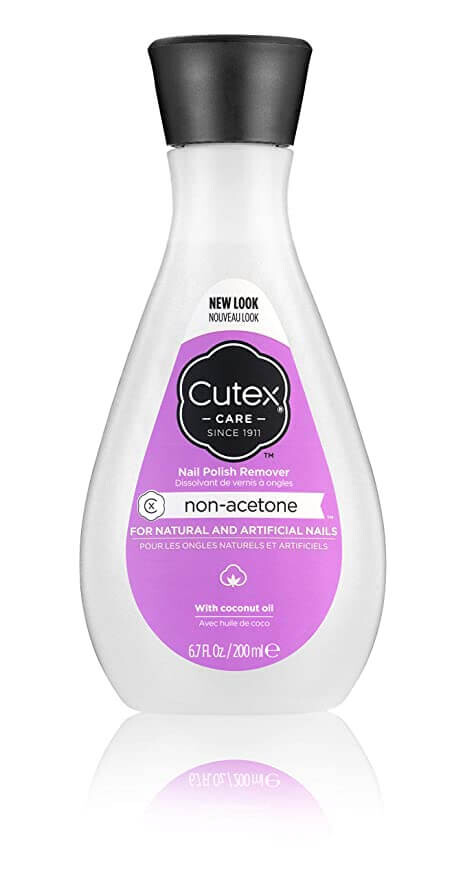 NEW LOOK
NOUVEAU LOOK
Cutex®
CARE
SINCE 1911
™
Nail Polish Remover
Dissolvant de vernis à ongles
Cx
non-acetone™
FOR NATURAL AND ARTIFICIAL NAILS
POUR LES ONGLES NATURELS ET ARTIFICIELS
With coconut oil
Avec huile de coco
6.7 Fl. Oz. / 200 ml ℮